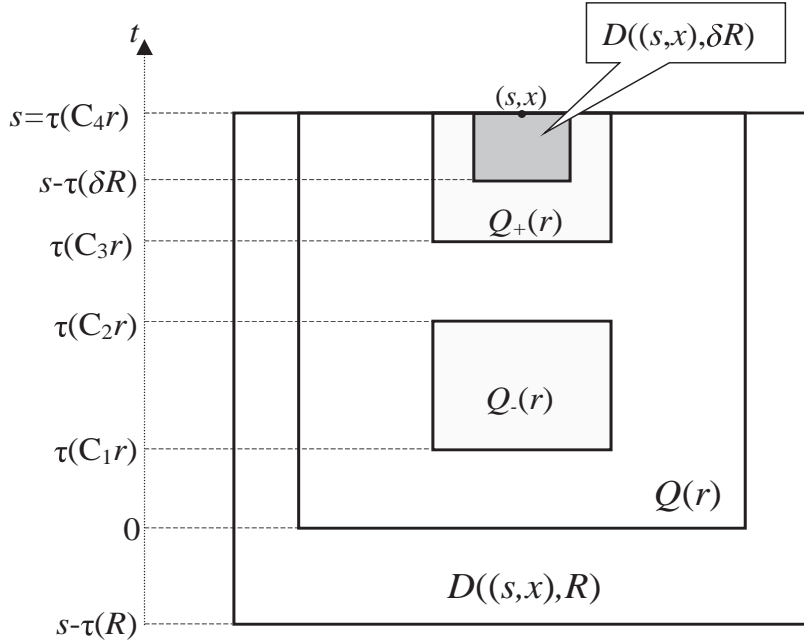 t
D((s,x),δR)
(s,x)
s=τ(C₄r)
s-τ(δR)
Q₊(r)
τ(C₃r)
τ(C₂r)
Q₋(r)
τ(C₁r)
Q(r)
0
D((s,x),R)
s-τ(R)